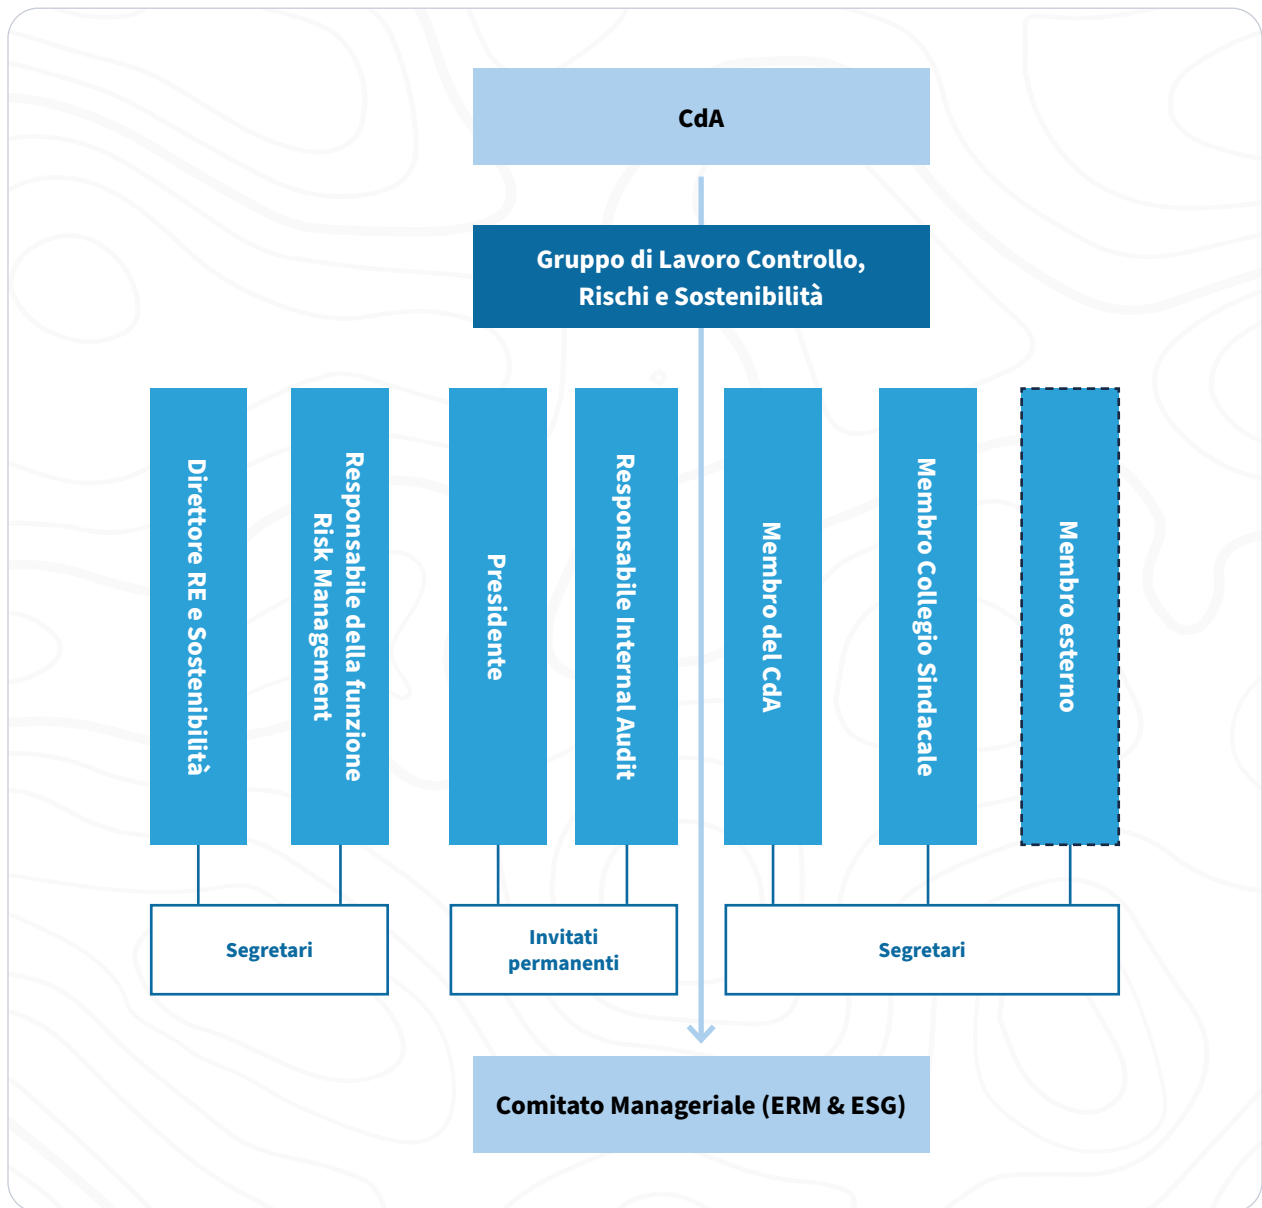 CdA
Gruppo di Lavoro Controllo,
Rischi e Sostenibilità
Direttore RE e Sostenibilità
Responsabile della funzione
Risk Management
Presidente
Responsabile Internal Audit
Membro del CdA
Membro Collegio Sindacale
Membro esterno
Segretari
Invitati
permanenti
Segretari
Comitato Manageriale (ERM & ESG)